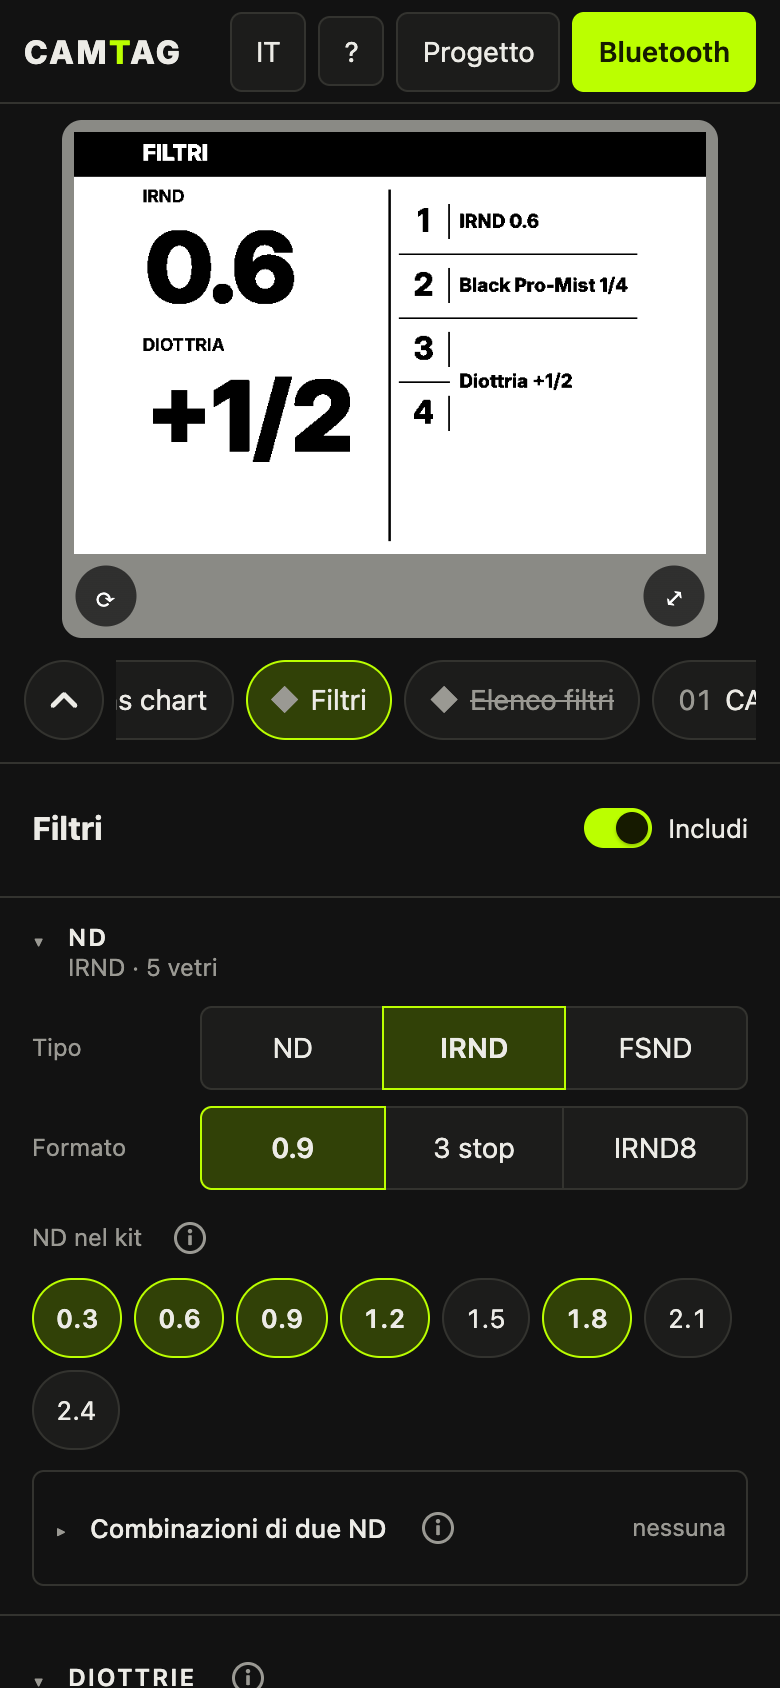 CAMTAG
IT
?
Progetto
Bluetooth
FILTRI
IRND
0.6
DIOTTRIA
+1/2
1 IRND 0.6
2 Black Pro-Mist 1/4
3
Diottria +1/2
4
s chart
Filtri
Elenco filtri
01 CA
Filtri
Includi
ND
IRND · 5 vetri
Tipo
ND
IRND
FSND
Formato
0.9
3 stop
IRND8
ND nel kit
0.3
0.6
0.9
1.2
1.5
1.8
2.1
2.4
Combinazioni di due ND
nessuna
DIOTTRIE